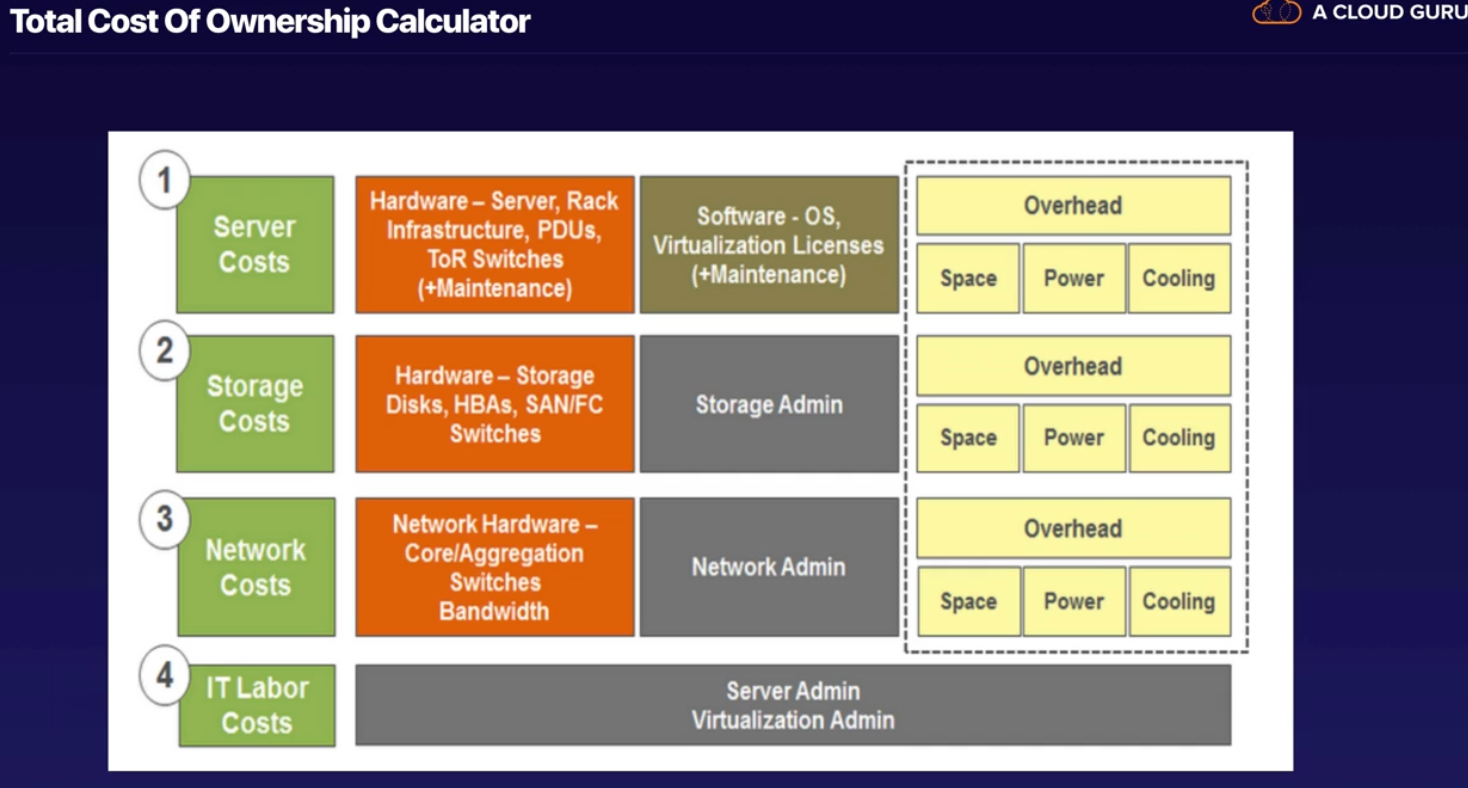 Total Cost Of Ownership Calculator
A CLOUD GURU
1
Server
Costs
Hardware – Server, Rack
Infrastructure, PDUs,
ToR Switches
(+Maintenance)
Software - OS,
Virtualization Licenses
(+Maintenance)
Overhead
Space
Power
Cooling
2
Storage
Costs
Hardware – Storage
Disks, HBAs, SAN/FC
Switches
Storage Admin
Overhead
Space
Power
Cooling
3
Network
Costs
Network Hardware –
Core/Aggregation
Switches
Bandwidth
Network Admin
Overhead
Space
Power
Cooling
4
IT Labor
Costs
Server Admin
Virtualization Admin